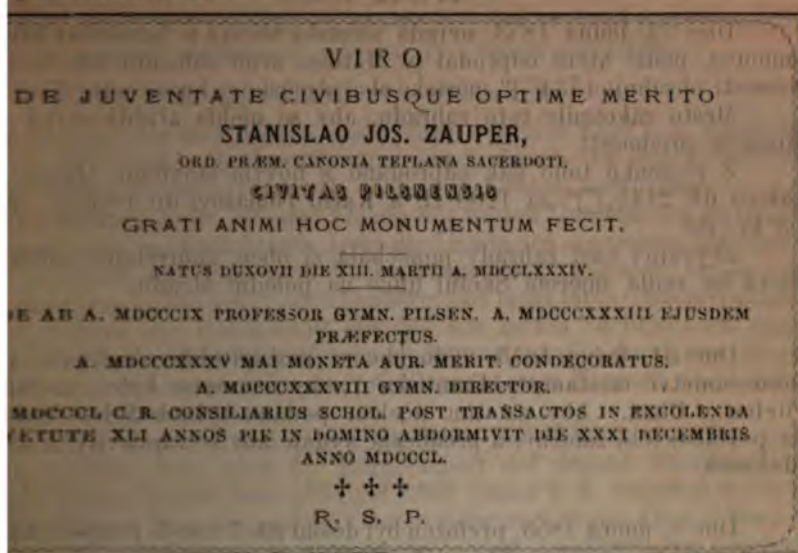 VIRO
DE JUVENTATE CIVIBUSQUE OPTIME MERITO
STANISLAO JOS. ZAUPER,
ORD. PRÆM. CANONIA TEPLANA SACERDOTI,
CIVITAS PILSNENSIS
GRATI ANIMI HOC MONUMENTUM FECIT.
NATUS DUXOVII DIE XIII. MARTII A. MDCCLXXXIV.
AB A. MDCCCIX PROFESSOR GYMN. PILSEN. A. MDCCCXXXIII EJUSDEM
PRÆFECTUS.
A. MDCCCXXXV MAI MONETA AUR. MERIT. CONDECORATUS.
A. MDCCCXXXVIII GYMN. DIRECTOR.
MDCCCL C. R. CONSILIARIUS SCHOL. POST TRANSACTOS IN EXCOLENDA
XLI ANNOS PIE IN DOMINO ABDORMIVIT DIE XXXI DECEMBRIS
ANNO MDCCCL.
R. S. P.